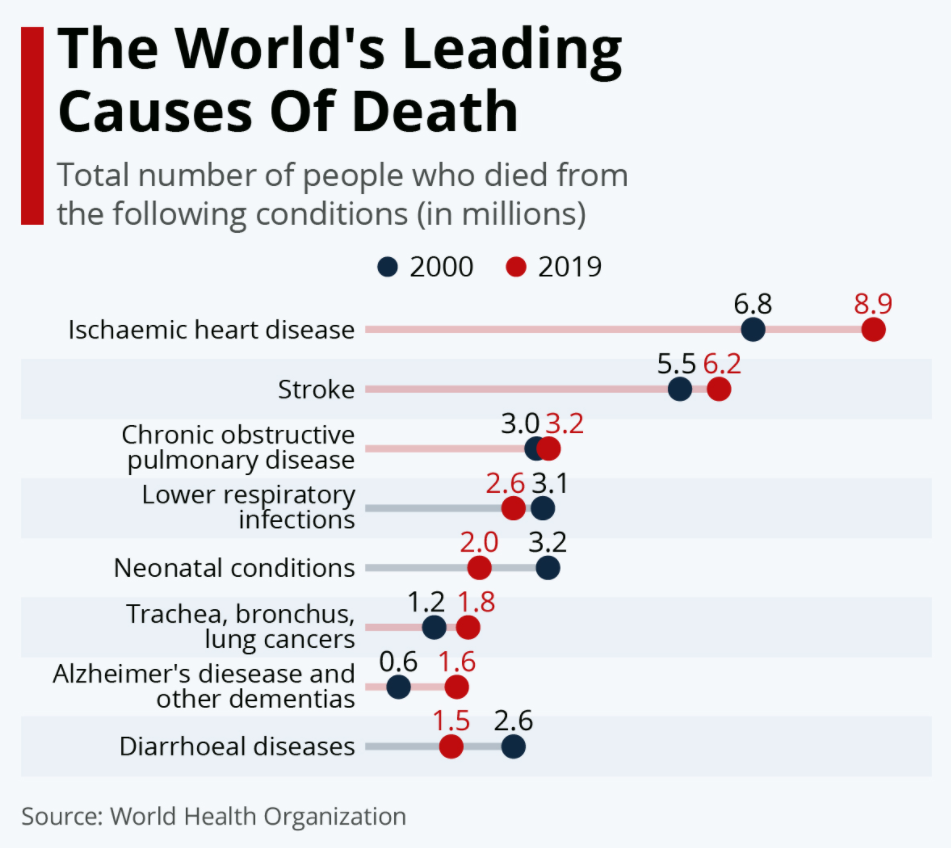 The World's Leading
Causes Of Death
Total number of people who died from
the following conditions (in millions)
2000 2019
6.8 8.9
Ischaemic heart disease
5.5 6.2
Stroke
3.0 3.2
Chronic obstructive
pulmonary disease
2.6 3.1
Lower respiratory
infections
2.0 3.2
Neonatal conditions
1.2 1.8
Trachea, bronchus,
lung cancers
0.6 1.6
Alzheimer's diesease and
other dementias
1.5 2.6
Diarrhoeal diseases
Source: World Health Organization